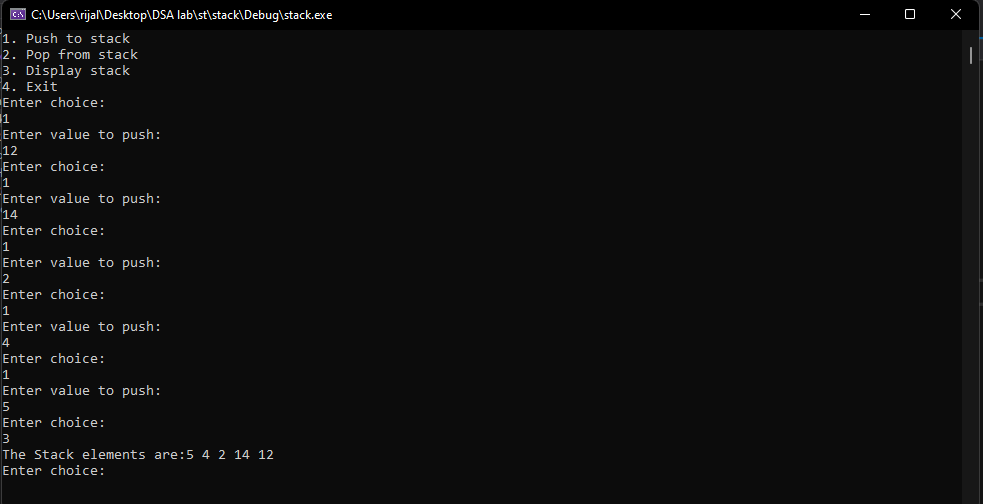 C:\Users\rijal\Desktop\DSA lab\st\stack\Debug\stack.exe
1. Push to stack
2. Pop from stack
3. Display stack
4. Exit
Enter choice:
1
Enter value to push:
12
Enter choice:
1
Enter value to push:
14
Enter choice:
1
Enter value to push:
2
Enter choice:
1
Enter value to push:
4
Enter choice:
1
Enter value to push:
5
Enter choice:
3
The Stack elements are:5 4 2 14 12
Enter choice: